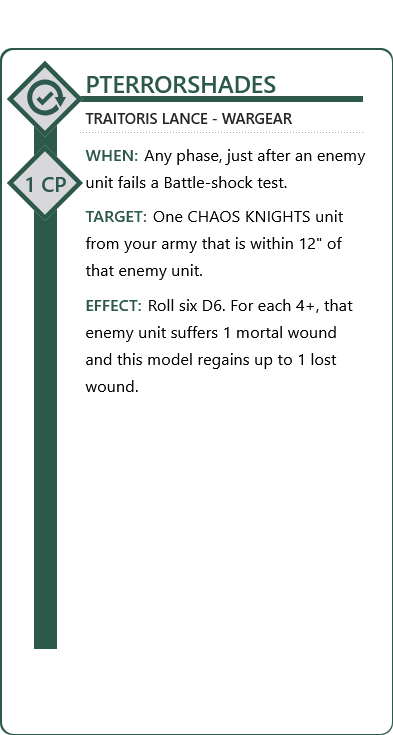 PTERRORSHADES
TRAITORIS LANCE - WARGEAR
1 CP
WHEN: Any phase, just after an enemy
unit fails a Battle-shock test.
TARGET: One CHAOS KNIGHTS unit
from your army that is within 12" of
that enemy unit.
EFFECT: Roll six D6. For each 4+, that
enemy unit suffers 1 mortal wound
and this model regains up to 1 lost
wound.